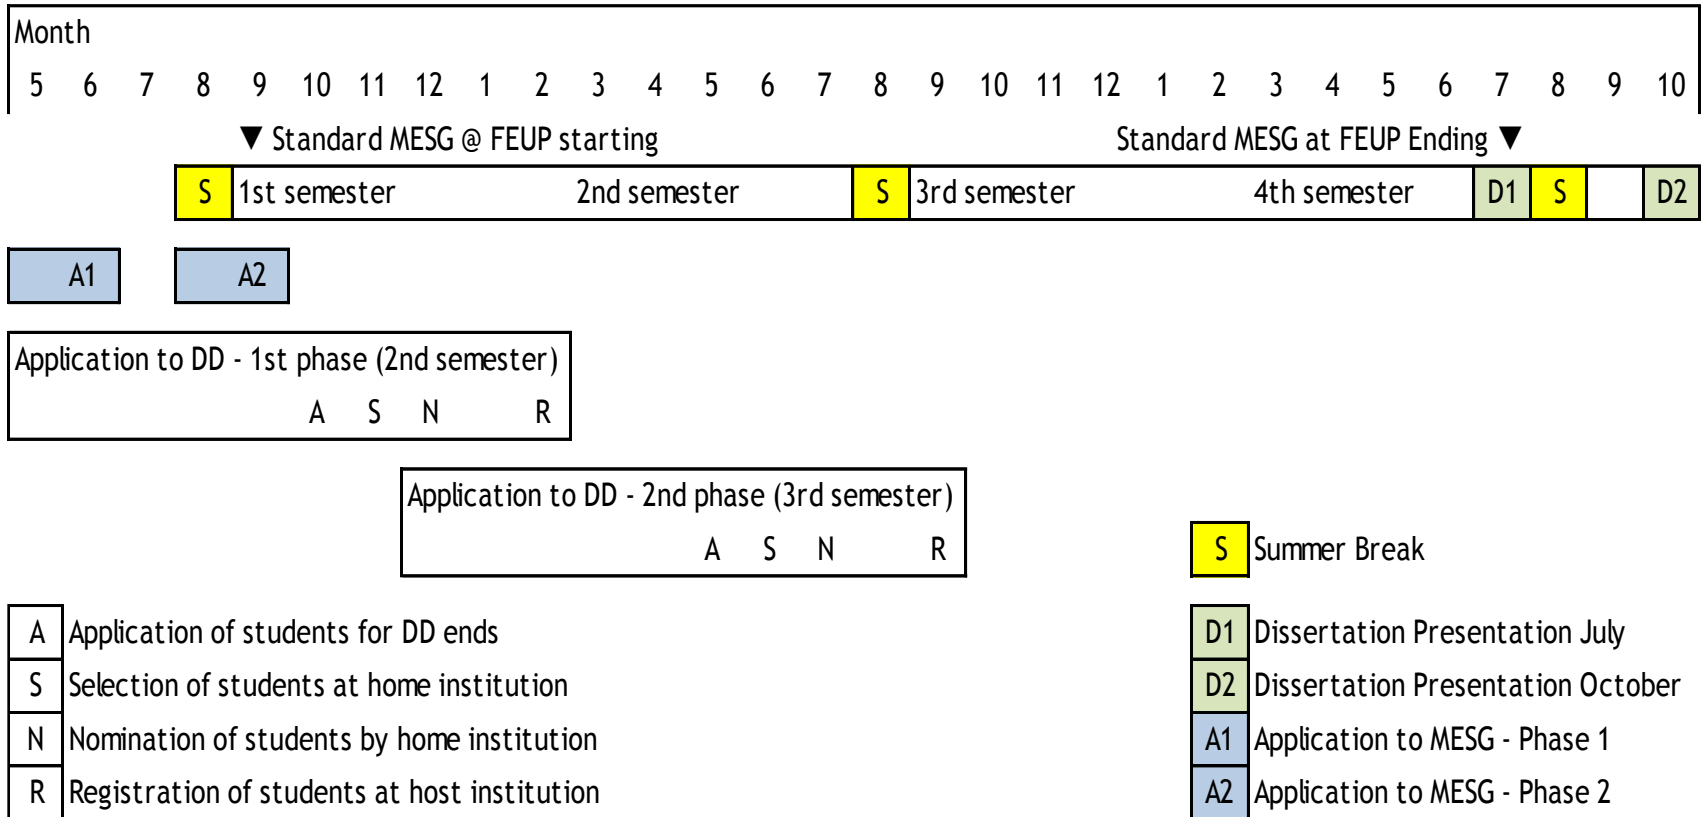 Month
5 6 7 8 9 10 11 12 1 2 3 4 5 6 7 8 9 10 11 12 1 2 3 4 5 6 7 8 9 10
▼ Standard MESG @ FEUP starting Standard MESG at FEUP Ending ▼
S 1st semester 2nd semester S 3rd semester 4th semester D1 S D2
A1 A2
Application to DD - 1st phase (2nd semester)
A S N R
Application to DD - 2nd phase (3rd semester)
A S N R
S Summer Break
A Application of students for DD ends
S Selection of students at home institution
N Nomination of students by home institution
R Registration of students at host institution
D1 Dissertation Presentation July
D2 Dissertation Presentation October
A1 Application to MESG - Phase 1
A2 Application to MESG - Phase 2